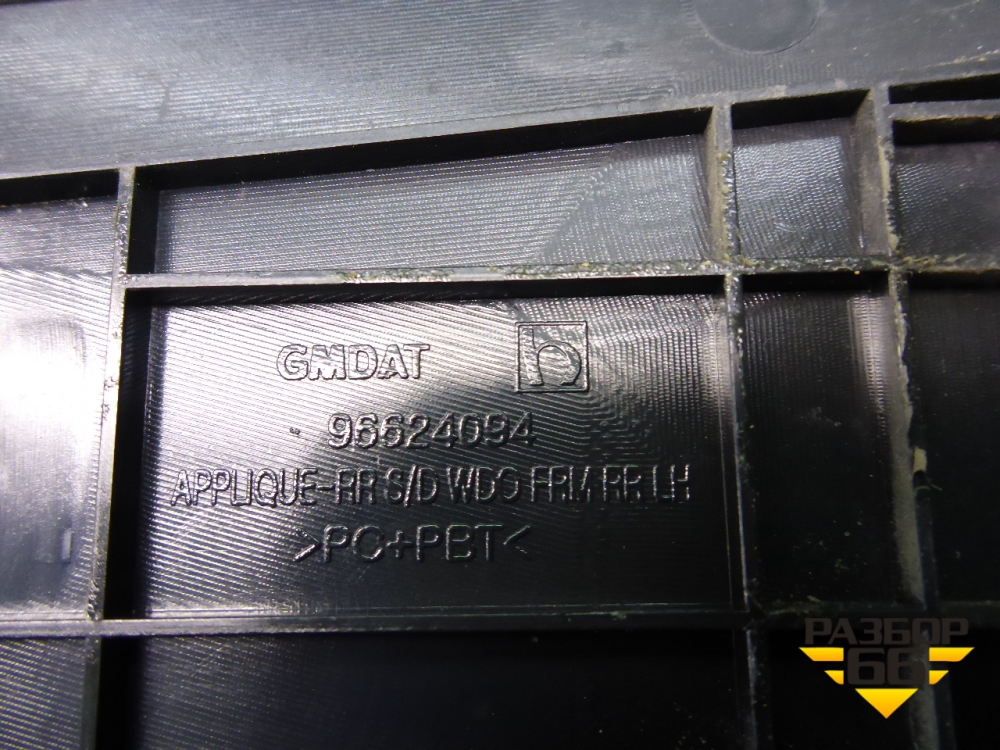 GMDAT
96624094
APPLIQUE-RR S/D WDO FRM RR LH
>PC+PBT<
РАЗБОР
66